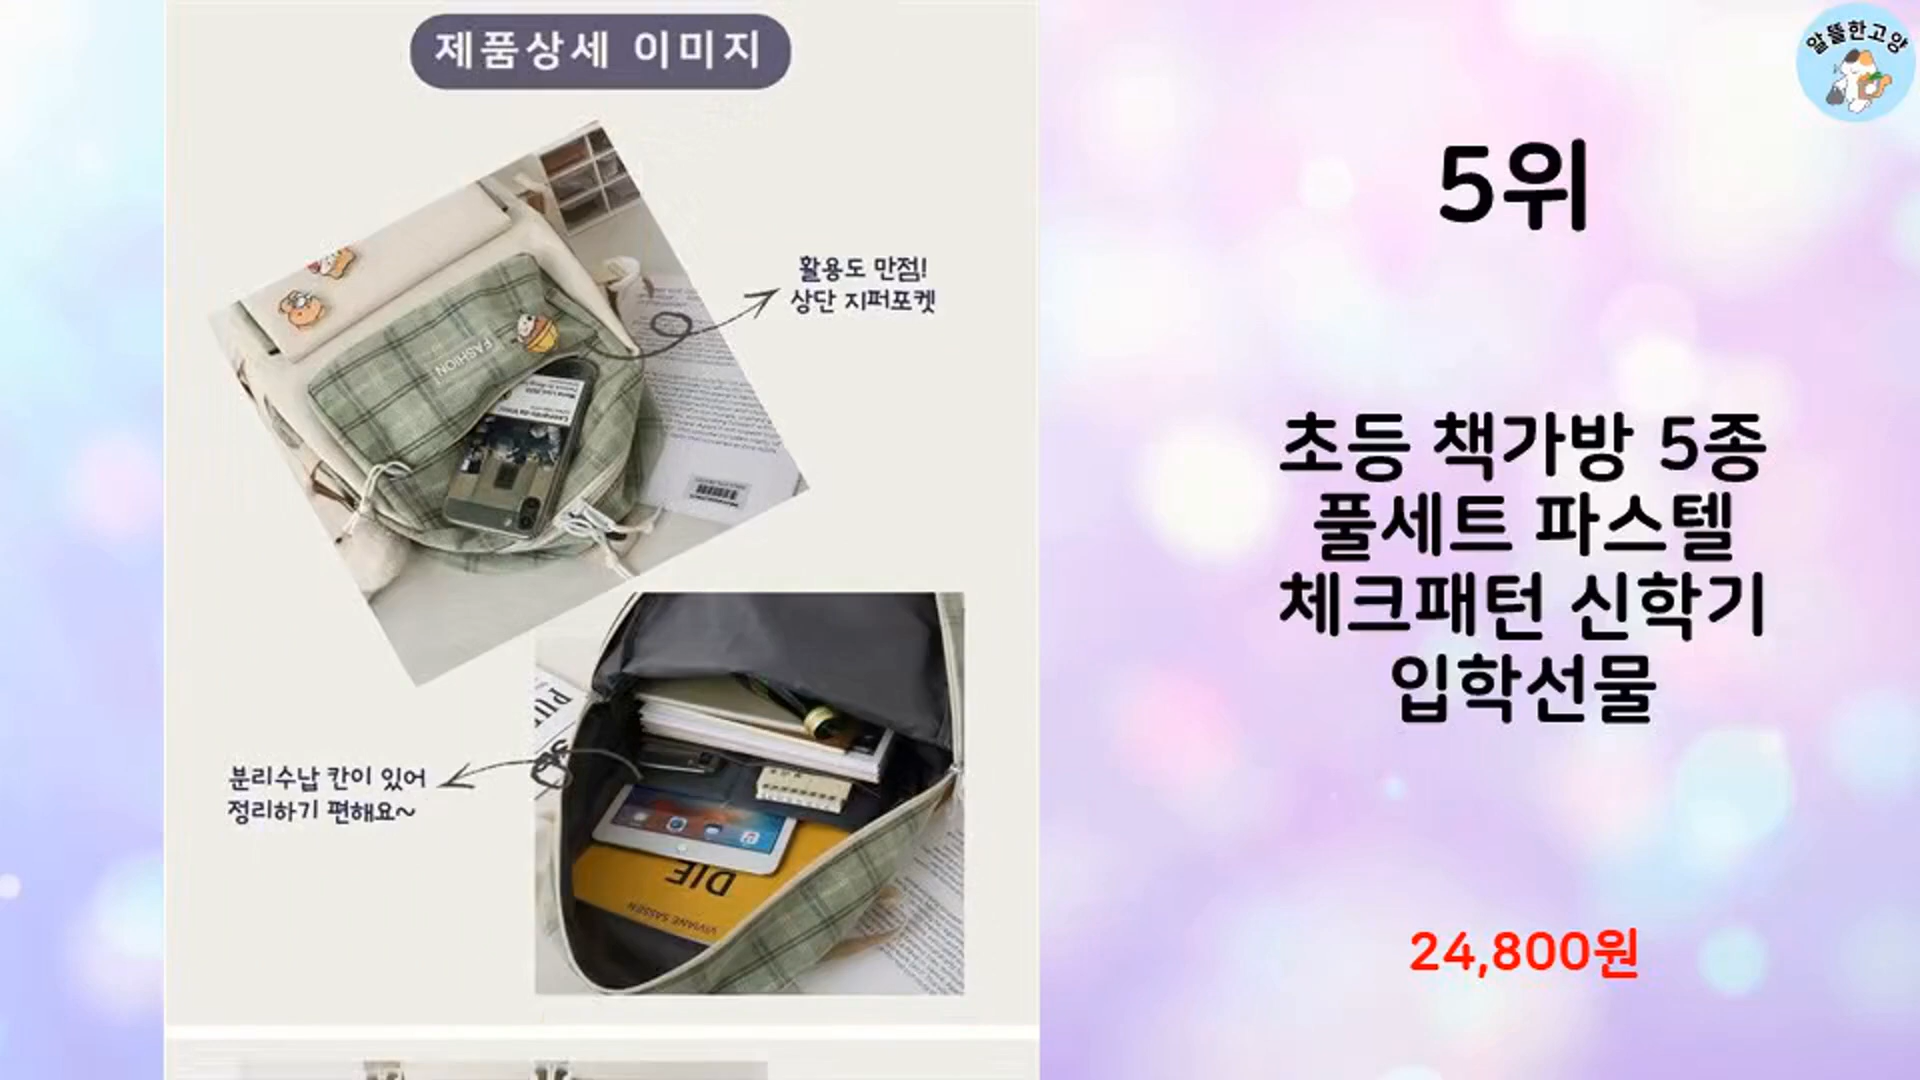 제품상세 이미지
알뜰한고양
5위
활용도 만점!
상단 지퍼포켓
FASHION
초등 책가방 5종
풀세트 파스텔
체크패턴 신학기
입학선물
분리수납 칸이 있어
정리하기 편해요~
DIE
VIVIANE SASSEN
24,800원